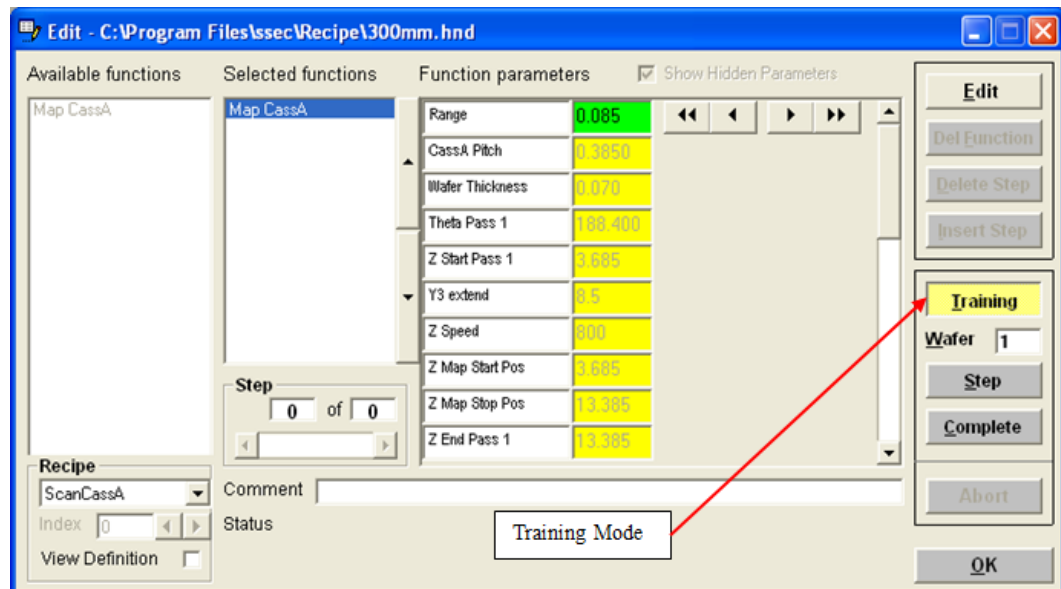 Edit - C:\Program Files\ssec\Recipe\300mm.hnd
Available functions
Map CassA
Selected functions
Map CassA
Function parameters
Show Hidden Parameters
Range 0.085
CassA Pitch 0.3850
Wafer Thickness 0.070
Theta Pass 1 188.400
Z Start Pass 1 3.685
Y3 extend 8.5
Z Speed 800
Z Map Start Pos 3.685
Z Map Stop Pos 13.385
Z End Pass 1 13.385
Step
0 of 0
Recipe
ScanCassA
Index 0
View Definition
Comment
Status
Training Mode
Edit
Del Function
Delete Step
Insert Step
Training
Wafer 1
Step
Complete
Abort
OK